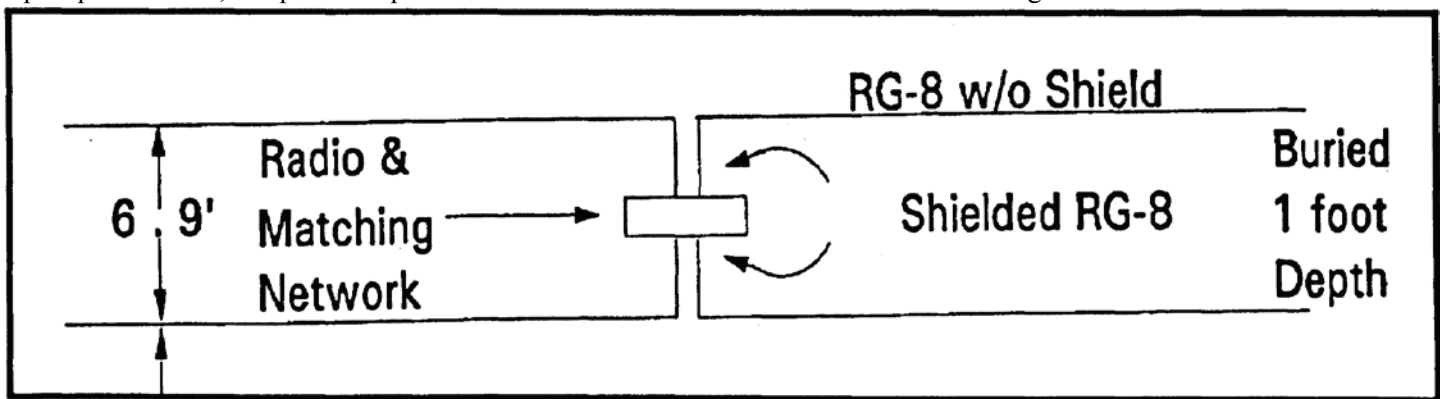 RG-8 w/o Shield
Radio &
Matching
Network
6 . 9'
Shielded RG-8
Buried
1 foot
Depth